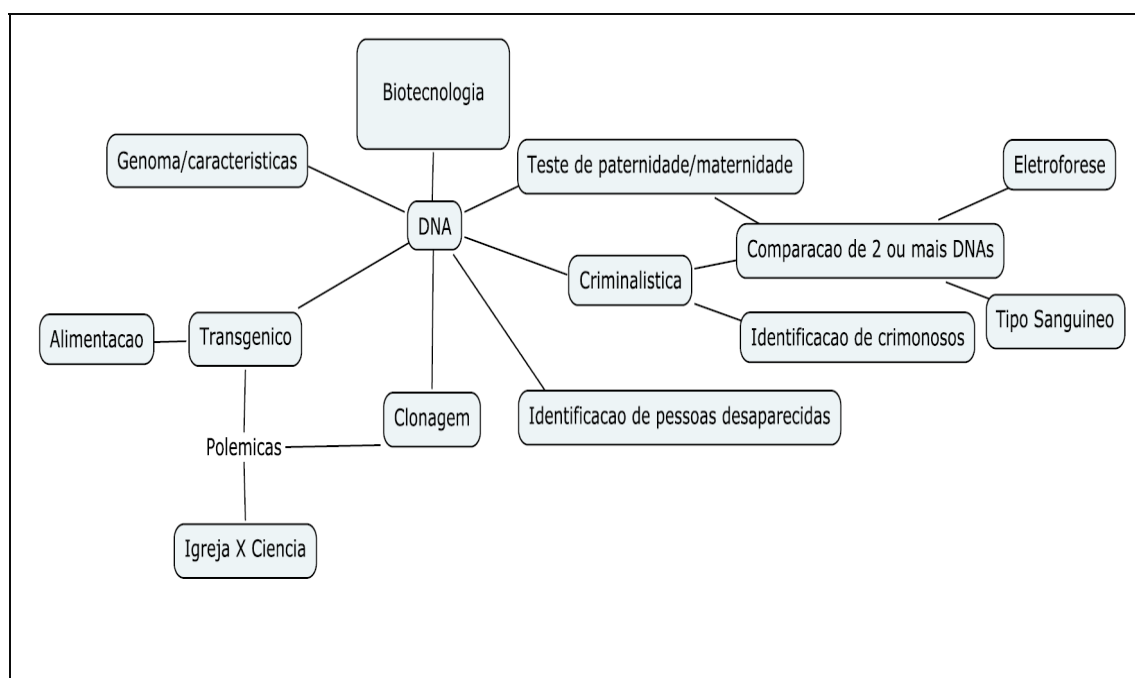 Biotecnologia
Genoma/caracteristicas
Teste de paternidade/maternidade
Eletroforese
DNA
Comparacao de 2 ou mais DNAs
Criminalistica
Tipo Sanguineo
Alimentacao
Transgenico
Identificacao de crimonosos
Clonagem
Identificacao de pessoas desaparecidas
Polemicas
Igreja X Ciencia